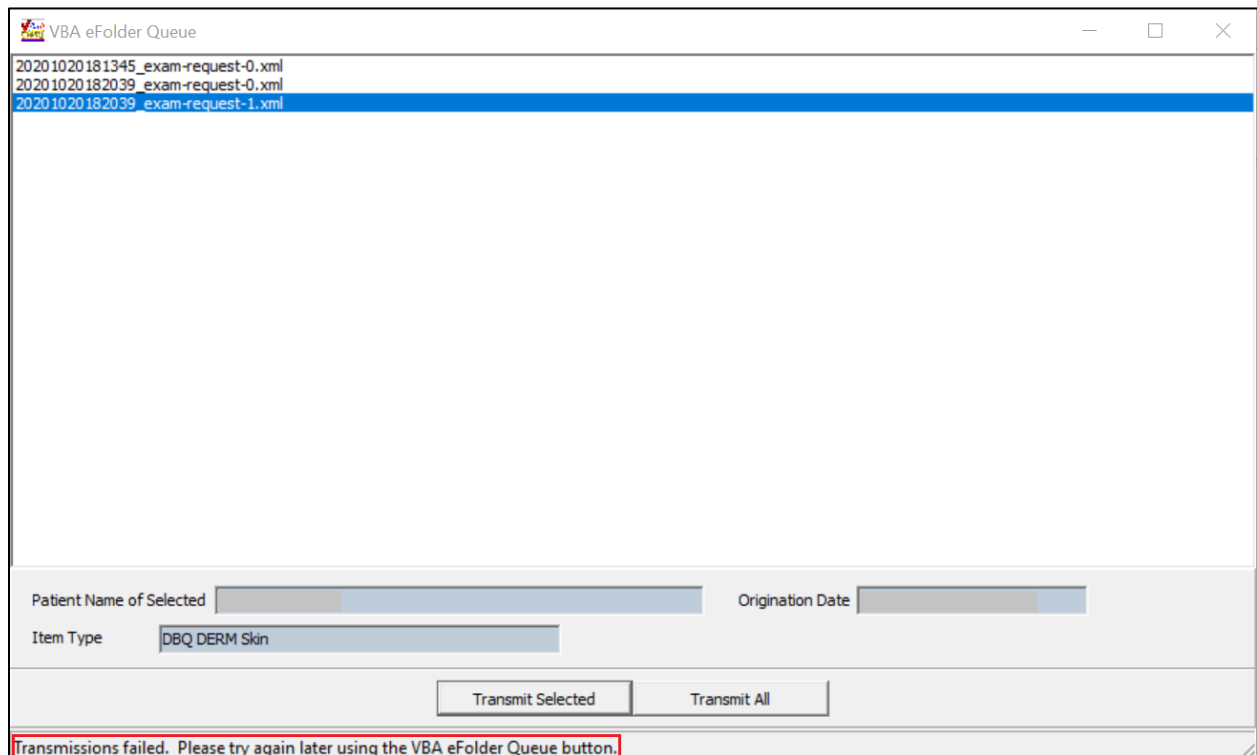 VBA eFolder Queue
20201020181345_exam-request-0.xml
20201020182039_exam-request-0.xml
20201020182039_exam-request-1.xml
Patient Name of Selected
Origination Date
Item Type
DBQ DERM Skin
Transmit Selected
Transmit All
Transmissions failed. Please try again later using the VBA eFolder Queue button.